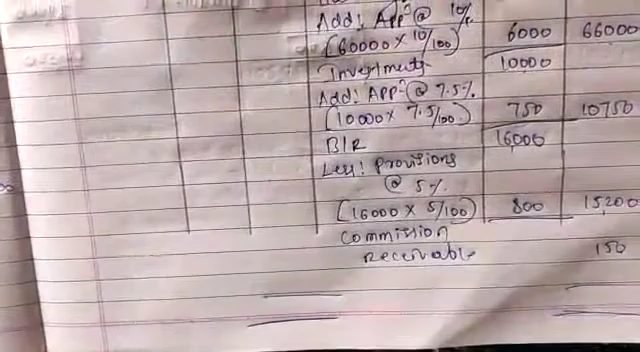 Add: App @ 10%
(60000 x 10/100) 6000 66000
Investments 10000
Add: App @ 7.5%
(10000 x 7.5/100) 750 10750
B/R 16000
Less: provisions
@ 5%
(16000 x 5/100) 800 15200
Commision
Receivable 150